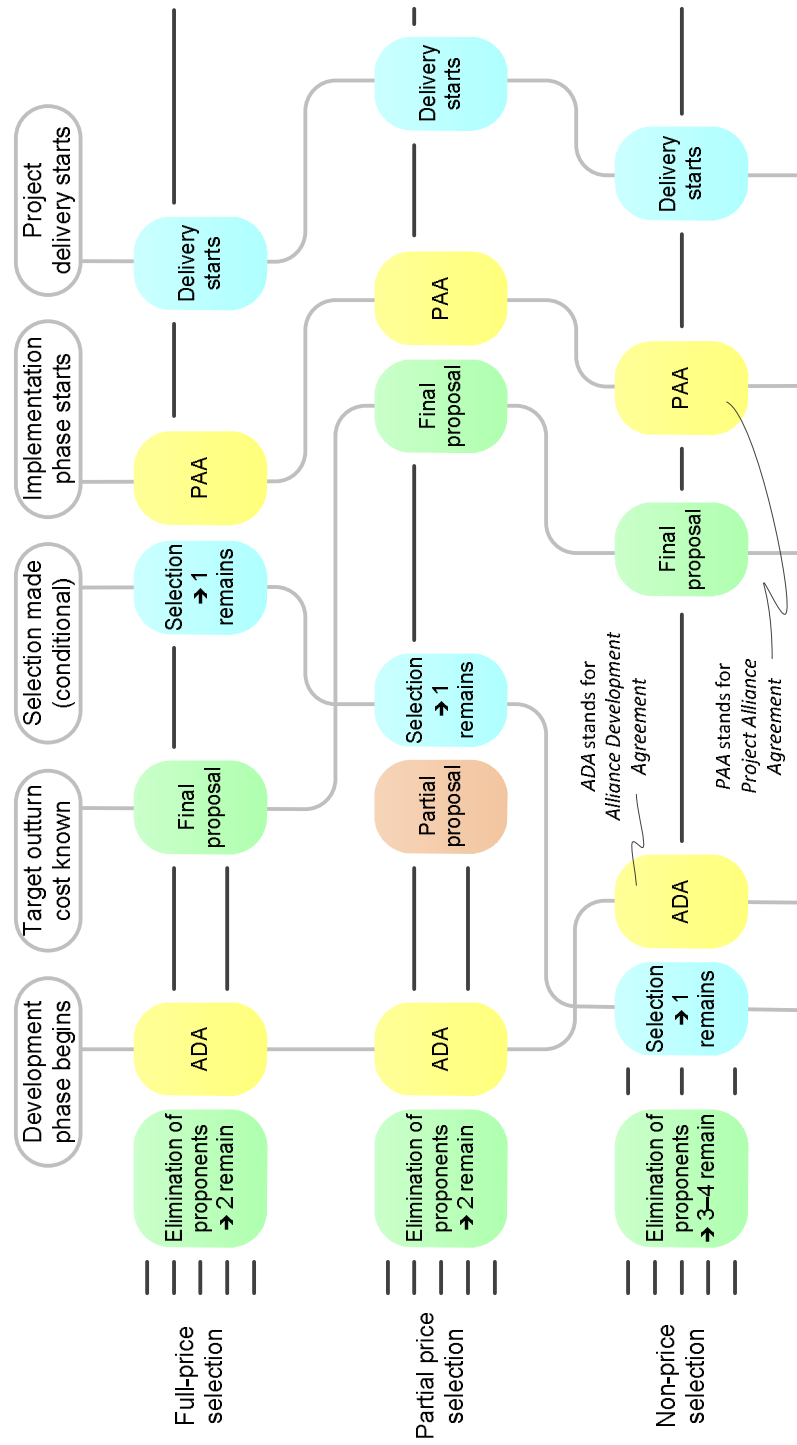 Development
phase begins
Target outturn
cost known
Selection made
(conditional)
Implementation
phase starts
Project
delivery starts
Full-price
selection
Elimination of
proponents
➔ 2 remain
ADA
Final
proposal
Selection
➔ 1
remains
PAA
Delivery
starts
Partial price
selection
Elimination of
proponents
➔ 2 remain
ADA
Partial
proposal
Selection
➔ 1
remains
Final
proposal
PAA
Delivery
starts
Non-price
selection
Elimination of
proponents
➔ 3–4 remain
Selection
➔ 1
remains
ADA
ADA stands for
Alliance Development
Agreement
Final
proposal
PAA
PAA stands for
Project Alliance
Agreement
Delivery
starts